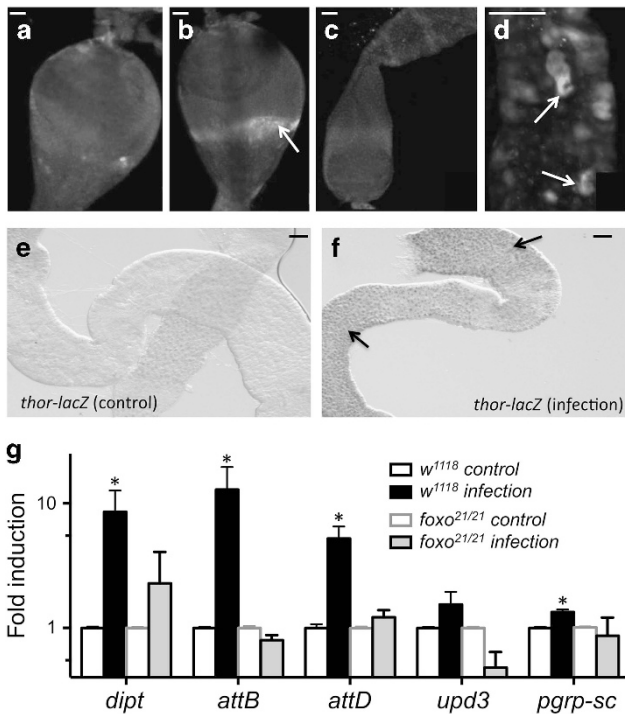 a
b
c
d
e
thor-lacZ (control)
f
thor-lacZ (infection)
g
Fold induction
10
1
w1118 control
w1118 infection
foxo21/21 control
foxo21/21 infection
*
*
*
*
dipt
attB
attD
upd3
pgrp-sc